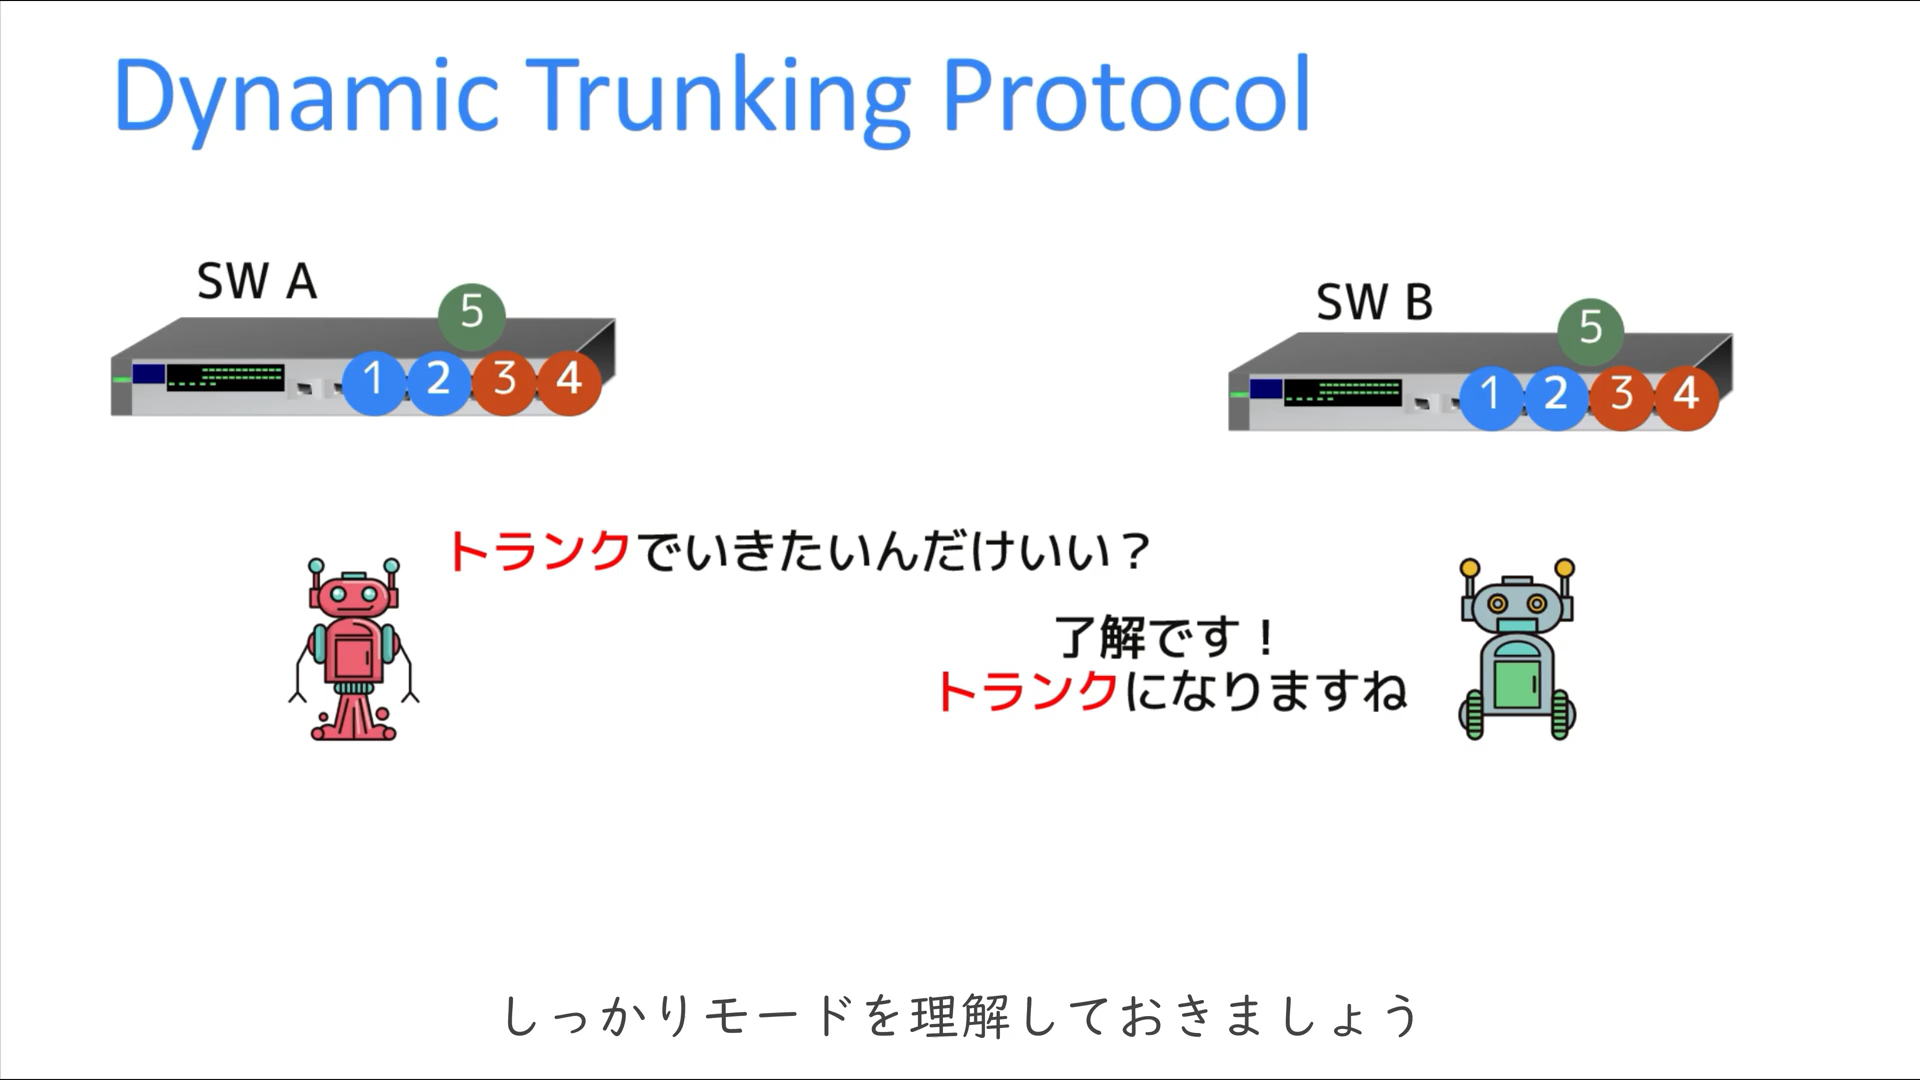 Dynamic Trunking Protocol
SW A
5
1 2 3 4
SW B
5
1 2 3 4
トランクでいきたいんだけいい？
了解です！
トランクになりますね
しっかりモードを理解しておきましょう